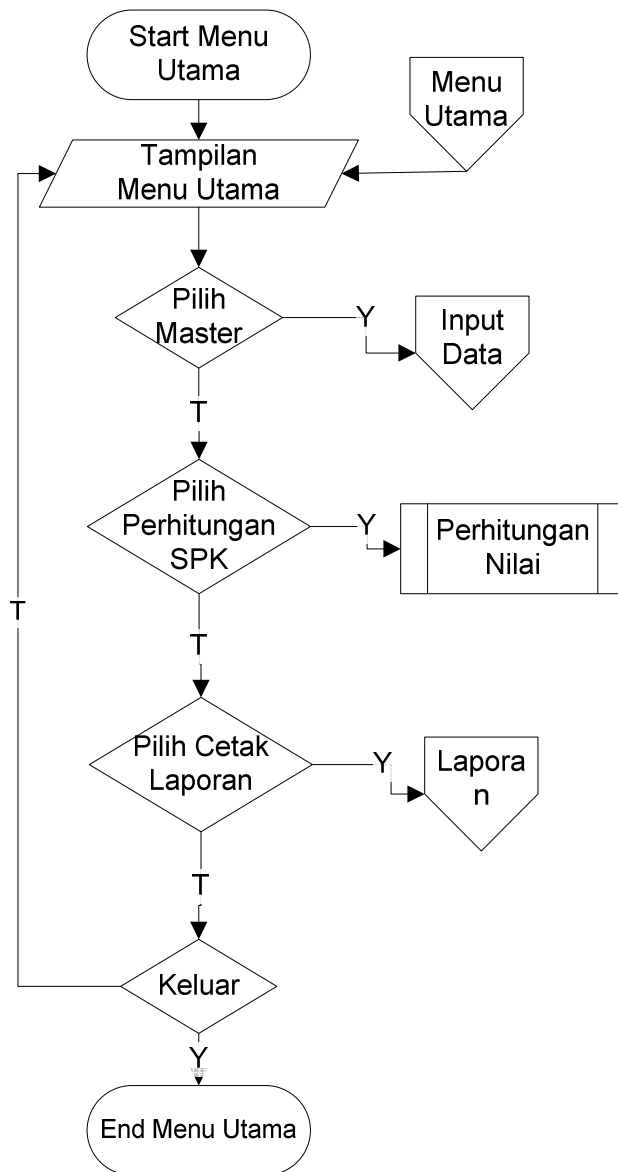 Start Menu
Utama
Menu
Utama
Tampilan
Menu Utama
Pilih
Master
Y
Input
Data
T
Pilih
Perhitungan
SPK
Y
Perhitungan
Nilai
T
T
Pilih Cetak
Laporan
Y
Lapora
n
T
Keluar
Y
End Menu Utama